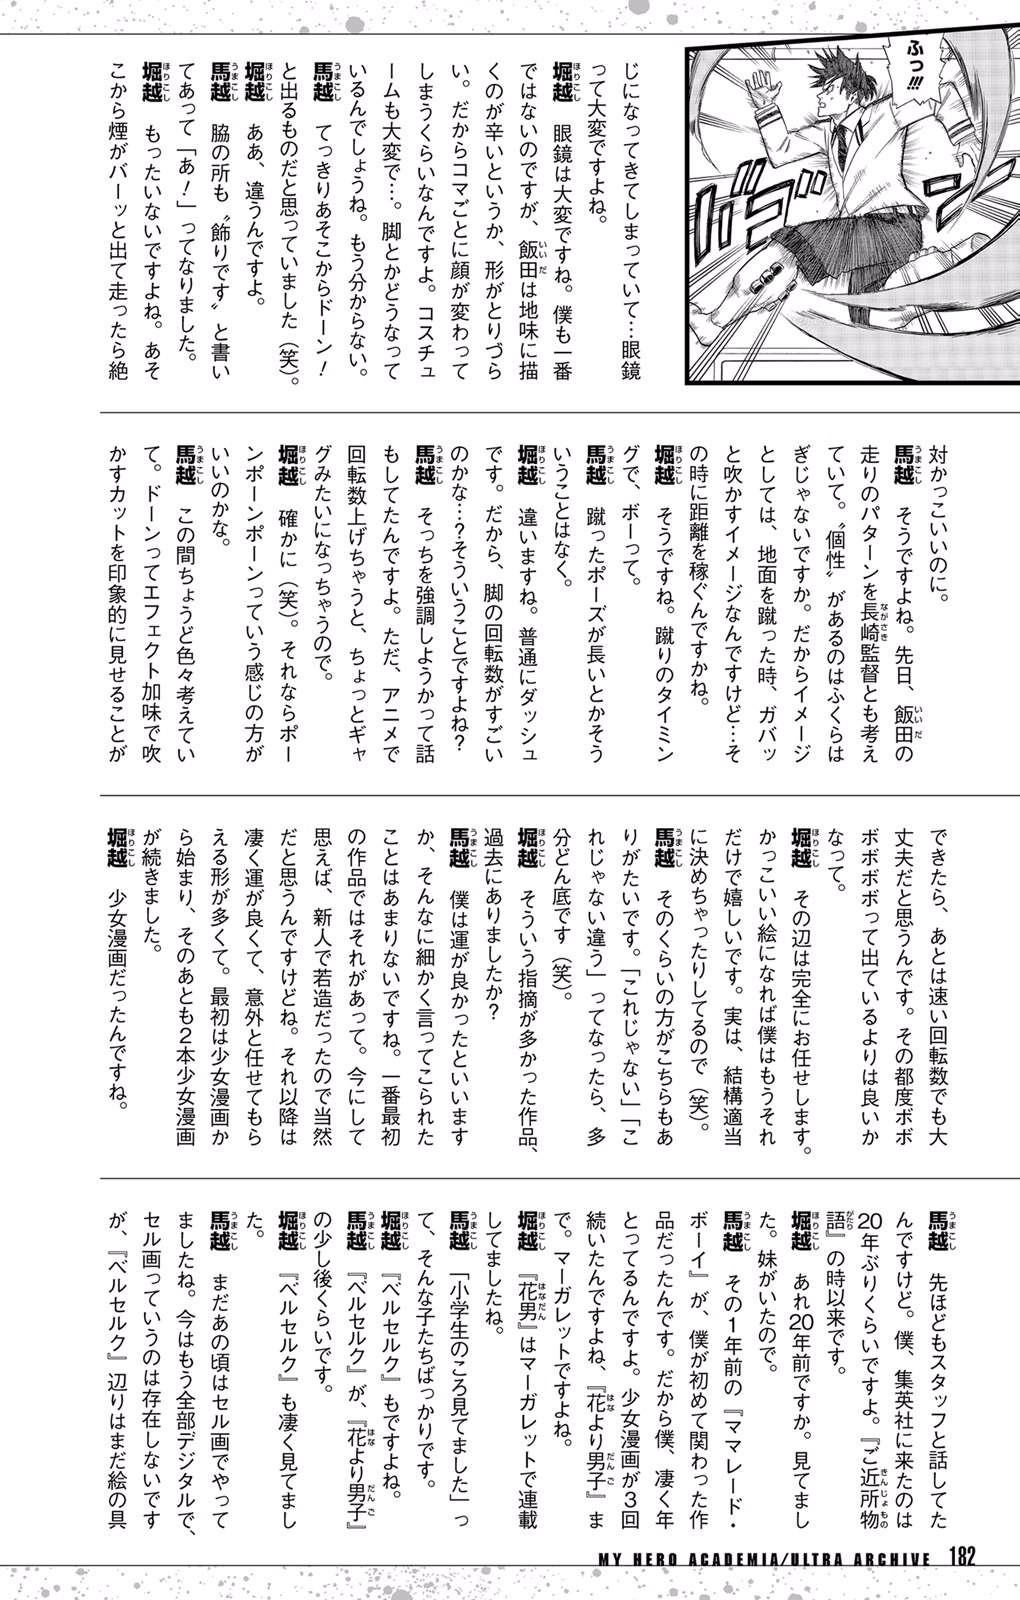 ふっ!!!
じになってきてしまっていて…眼鏡
って大変ですよね。
堀越　眼鏡は大変ですね。僕も一番
ではないのですが、飯田は地味に描
くのが辛いというか、形がとりづら
い。だからコマごとに顔が変わって
しまうくらいなんですよ。コスチュ
ームも大変で…。脚とかどうなって
いるんでしょうね。もう分からない。
馬越　てっきりあそこからドーン！
と出るものだと思っていました（笑）。
堀越　ああ、違うんですよ。
馬越　脇の所も〝飾りです〟と書い
てあって「あ！」ってなりました。
堀越　もったいないですよね。あそ
こから煙がバーッと出て走ったら絶
対かっこいいのに。
馬越　そうですよね。先日、飯田の
走りのパターンを長崎監督とも考え
ていて。〝個性〟があるのはふくらは
ぎじゃないですか。だからイメージ
としては、地面を蹴った時、ガバッ
と吹かすイメージなんですけど…そ
の時に距離を稼ぐんですかね。
堀越　そうですね。蹴りのタイミン
グで、ボーって。
馬越　蹴ったポーズが長いとかそう
いうことはなく。
堀越　違いますね。普通にダッシュ
です。だから、脚の回転数がすごい
のかな…？そういうことですよね？
馬越　そっちを強調しようかって話
もしてたんですよ。ただ、アニメで
回転数上げちゃうと、ちょっとギャ
グみたいになっちゃうので。
堀越　確かに（笑）。それならポー
ンポーンポーンっていう感じの方が
いいのかな。
馬越　この間ちょうど色々考えてい
て。ドーンってエフェクト加味で吹
かすカットを印象的に見せることが
できたら、あとは速い回転数でも大
丈夫だと思うんです。その都度ボボ
ボボボボって出ているよりは良いか
なって。
堀越　その辺は完全にお任せします。
かっこいい絵になれば僕はもうそれ
だけで嬉しいです。実は、結構適当
に決めちゃったりしてるので（笑）。
馬越　そのくらいの方がこちらもあ
りがたいです。「これじゃない」「こ
れじゃない違う」ってなったら、多
分どん底です（笑）。
堀越　そういう指摘が多かった作品、
過去にありましたか？
馬越　僕は運が良かったといいます
か、そんなに細かく言ってこられた
ことはあまりないですね。一番最初
の作品ではそれがあって。今にして
思えば、新人で若造だったので当然
だと思うんですけどね。それ以降は
凄く運が良くて、意外と任せてもら
える形が多くて。最初は少女漫画か
ら始まり、そのあとも２本少女漫画
が続きました。
堀越　少女漫画だったんですね。
馬越　先ほどもスタッフと話してた
んですけど。僕、集英社に来たのは
20年ぶりくらいですよ。『ご近所物
語』の時以来です。
堀越　あれ20年前ですか。見てまし
た。妹がいたので。
馬越　その１年前の『ママレード・
ボーイ』が、僕が初めて関わった作
品だったんです。だから僕、凄く年
とってるんですよ。少女漫画が３回
続いたんですよね、『花より男子』ま
で。マーガレットですよね。
堀越　『花男』はマーガレットで連載
してましたね。
馬越　「小学生のころ見てました」っ
て、そんな子たちばっかりです。
堀越　『ベルセルク』もですよね。
馬越　『ベルセルク』が、『花より男子』
の少し後くらいです。
堀越　『ベルセルク』も凄く見てまし
た。
馬越　まだあの頃はセル画でやって
ましたね。今はもう全部デジタルで、
セル画っていうのは存在しないです
が、『ベルセルク』辺りはまだ絵の具
MY HERO ACADEMIA/ULTRA ARCHIVE 182